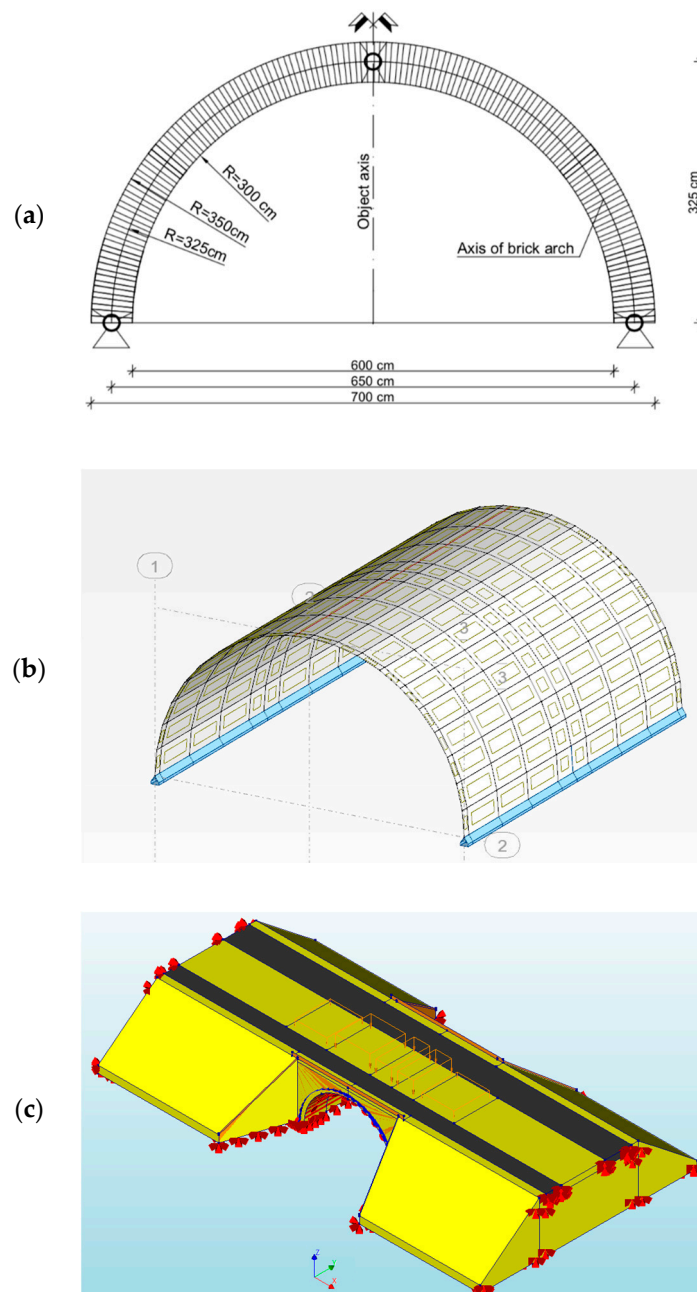 (a)
R=300 cm
R=350cm
R=325cm
Object axis
Axis of brick arch
325 cm
600 cm
650 cm
700 cm
(b)
1
2
3
3
2
(c)
Z
Y
X